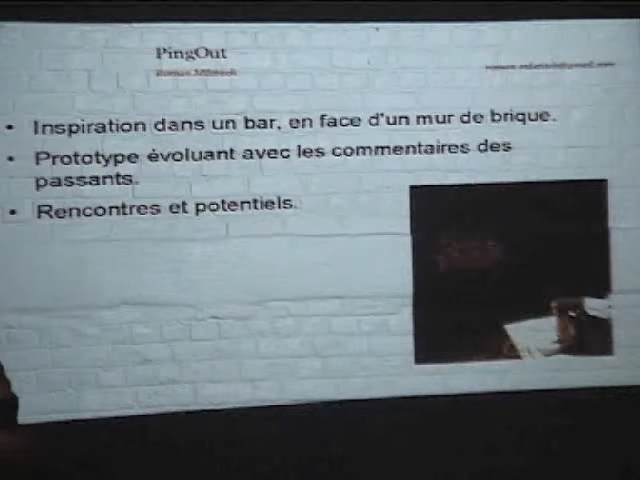 PingOut
• Inspiration dans un bar, en face d'un mur de brique.
• Prototype évoluant avec les commentaires des
passants.
• Rencontres et potentiels.